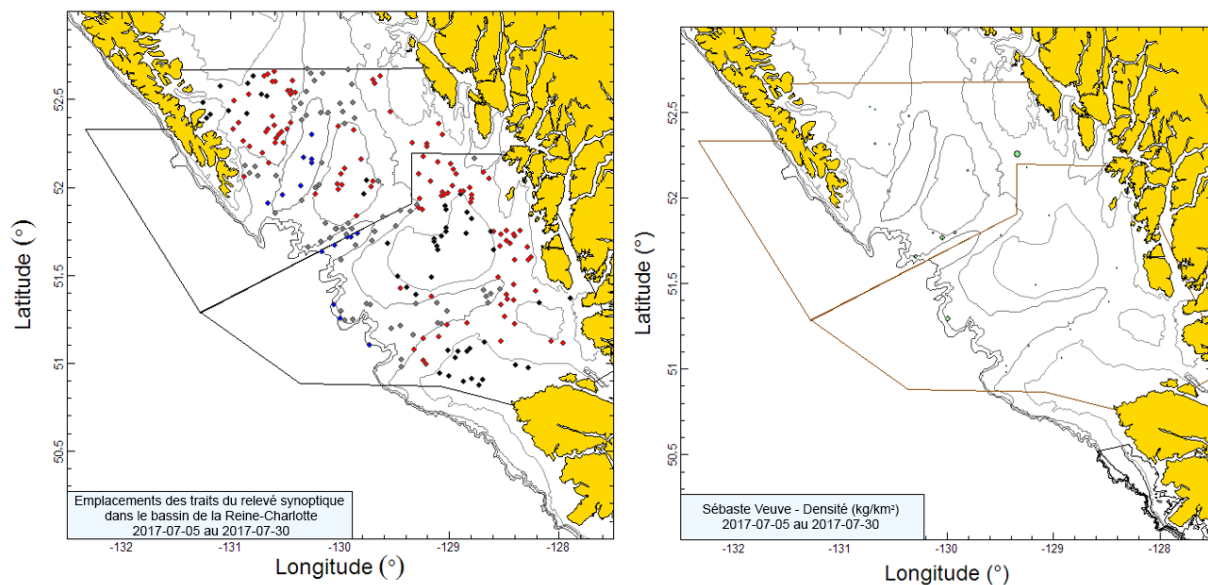 Latitude (°)
52.5
52
51.5
51
50.5
Emplacements des traits du relevé synoptique
dans le bassin de la Reine-Charlotte
2017-07-05 au 2017-07-30
-132
-131
-130
-129
-128
Longitude (°)
Latitude (°)
52.5
52
51.5
51
50.5
Sébaste Veuve - Densité (kg/km²)
2017-07-05 au 2017-07-30
-132
-131
-130
-129
-128
Longitude (°)